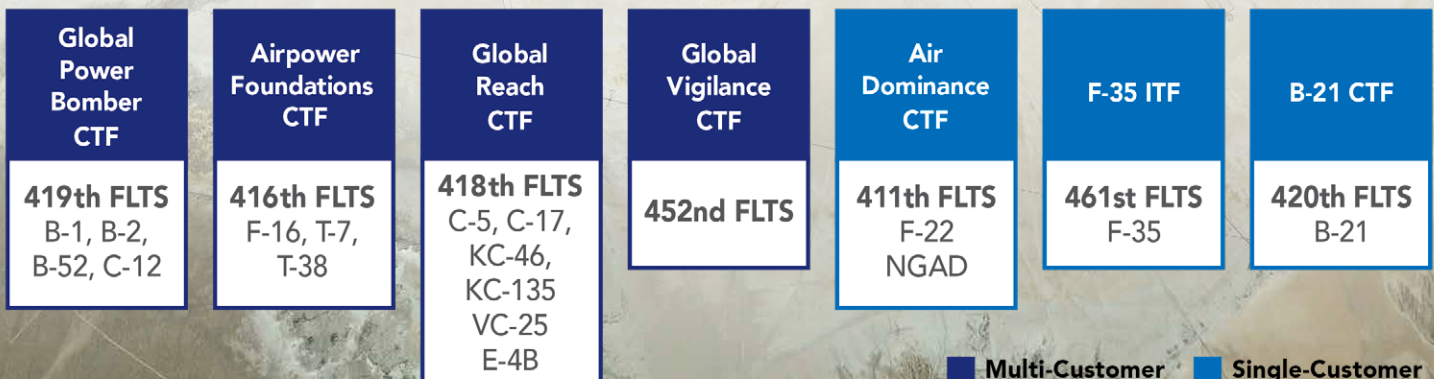 Global
Power
Bomber
CTF
419th FLTS
B-1, B-2,
B-52, C-12
Airpower
Foundations
CTF
416th FLTS
F-16, T-7,
T-38
Global
Reach
CTF
418th FLTS
C-5, C-17,
KC-46,
KC-135
VC-25
E-4B
Global
Vigilance
CTF
452nd FLTS
Air
Dominance
CTF
411th FLTS
F-22
NGAD
F-35 ITF
461st FLTS
F-35
B-21 CTF
420th FLTS
B-21
Multi-Customer
Single-Customer